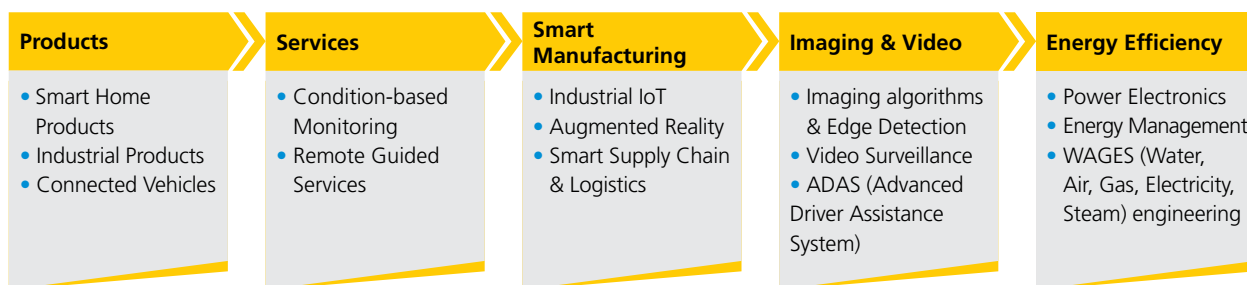 Products
• Smart Home
Products
• Industrial Products
• Connected Vehicles
Services
• Condition-based
Monitoring
• Remote Guided
Services
Smart
Manufacturing
• Industrial IoT
• Augmented Reality
• Smart Supply Chain
& Logistics
Imaging & Video
• Imaging algorithms
& Edge Detection
• Video Surveillance
• ADAS (Advanced
Driver Assistance
System)
Energy Efficiency
• Power Electronics
• Energy Management
• WAGES (Water,
Air, Gas, Electricity,
Steam) engineering